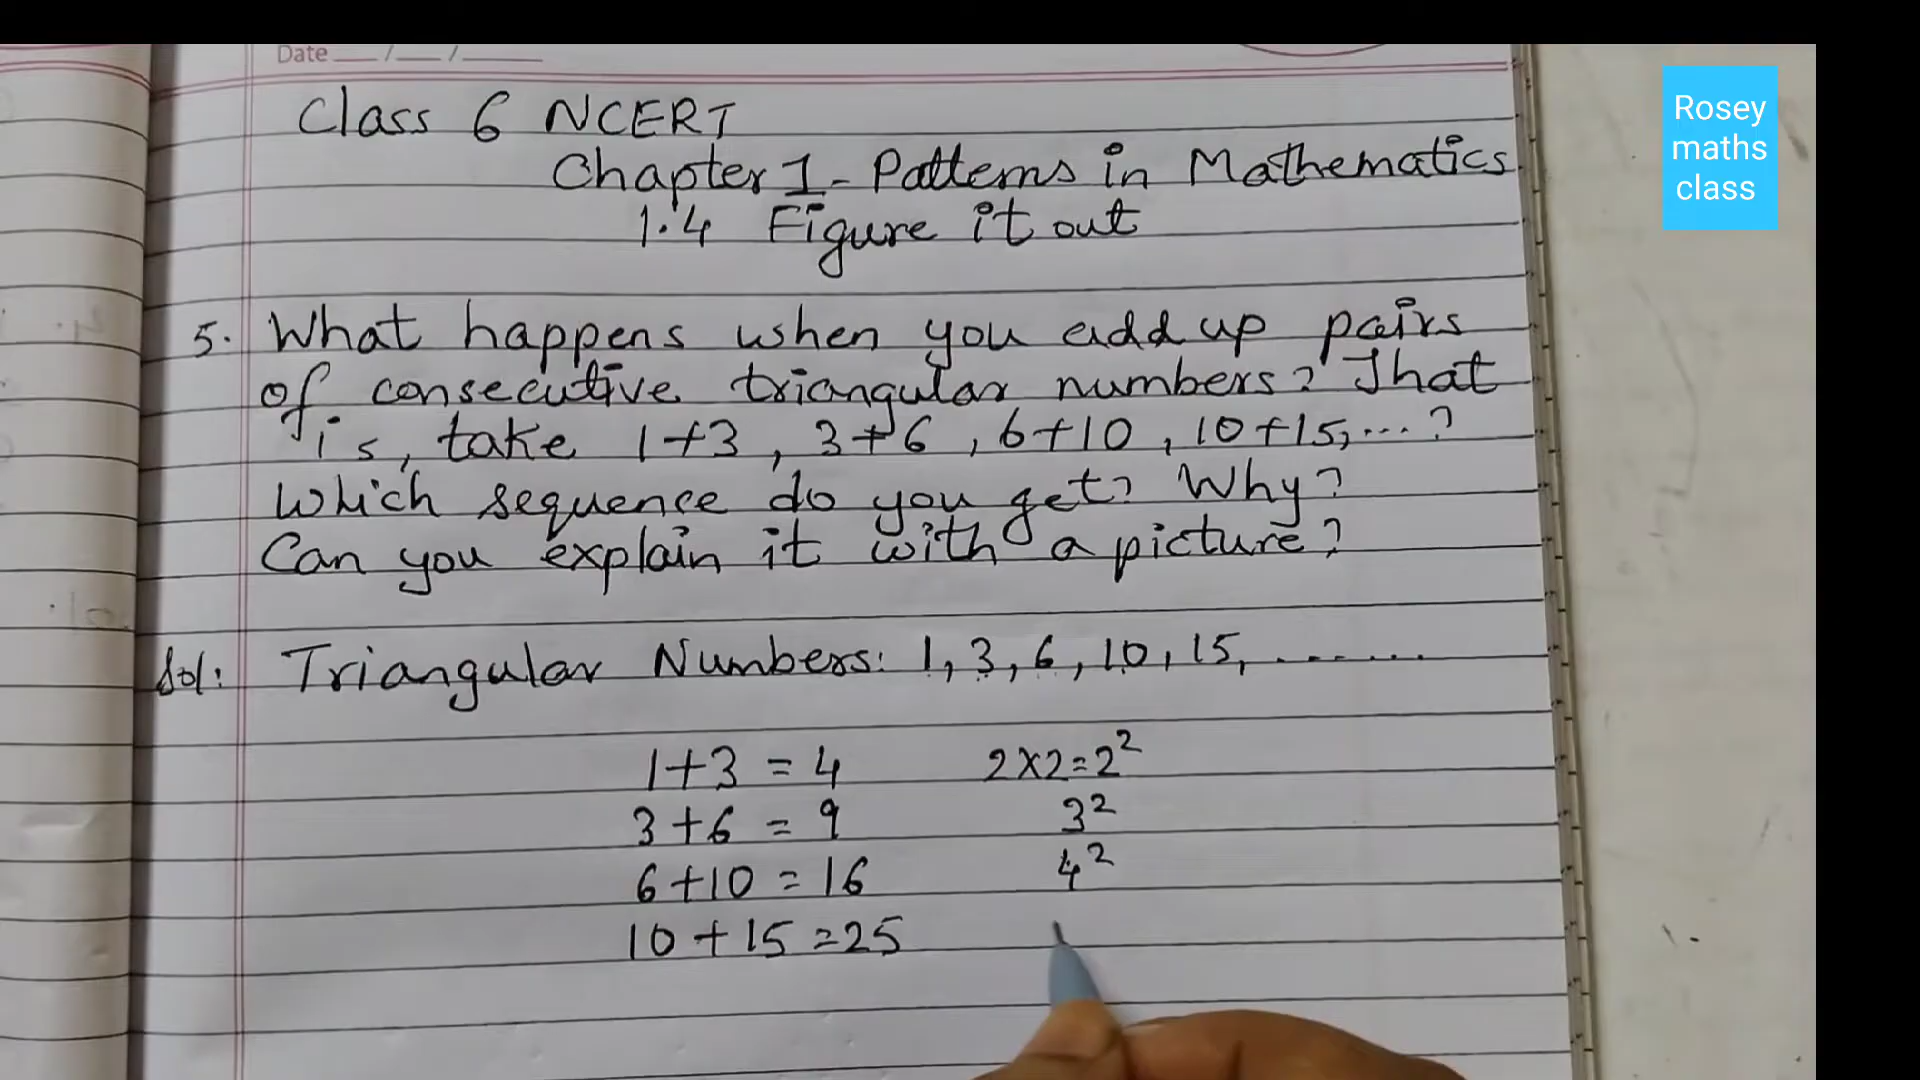 Date __/__/____
Class 6 NCERT
Chapter 1 - Patterns in Mathematics
1.4 Figure it out
5. What happens when you add up pairs
of consecutive triangular numbers? That
is, take 1+3, 3+6, 6+10, 10+15, ...?
Which sequence do you get? Why?
Can you explain it with a picture?
Sol: Triangular Numbers: 1, 3, 6, 10, 15, .......
1+3 = 4 2×2=2²
3+6 = 9 3²
6+10 = 16 4²
10+15=25
Rosey
maths
class